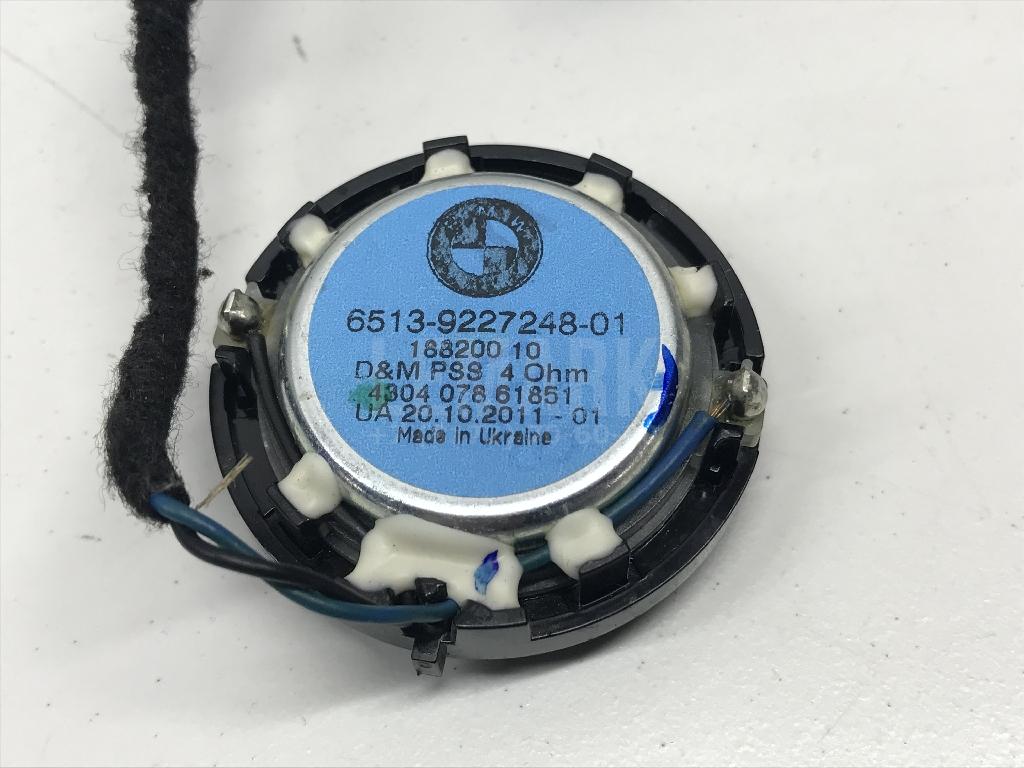 BMW
6513-9227248-01
188200 10
D&M PSS 4 Ohm
4304 078 61851
UA 20.10.2011 - 01
Made in Ukraine